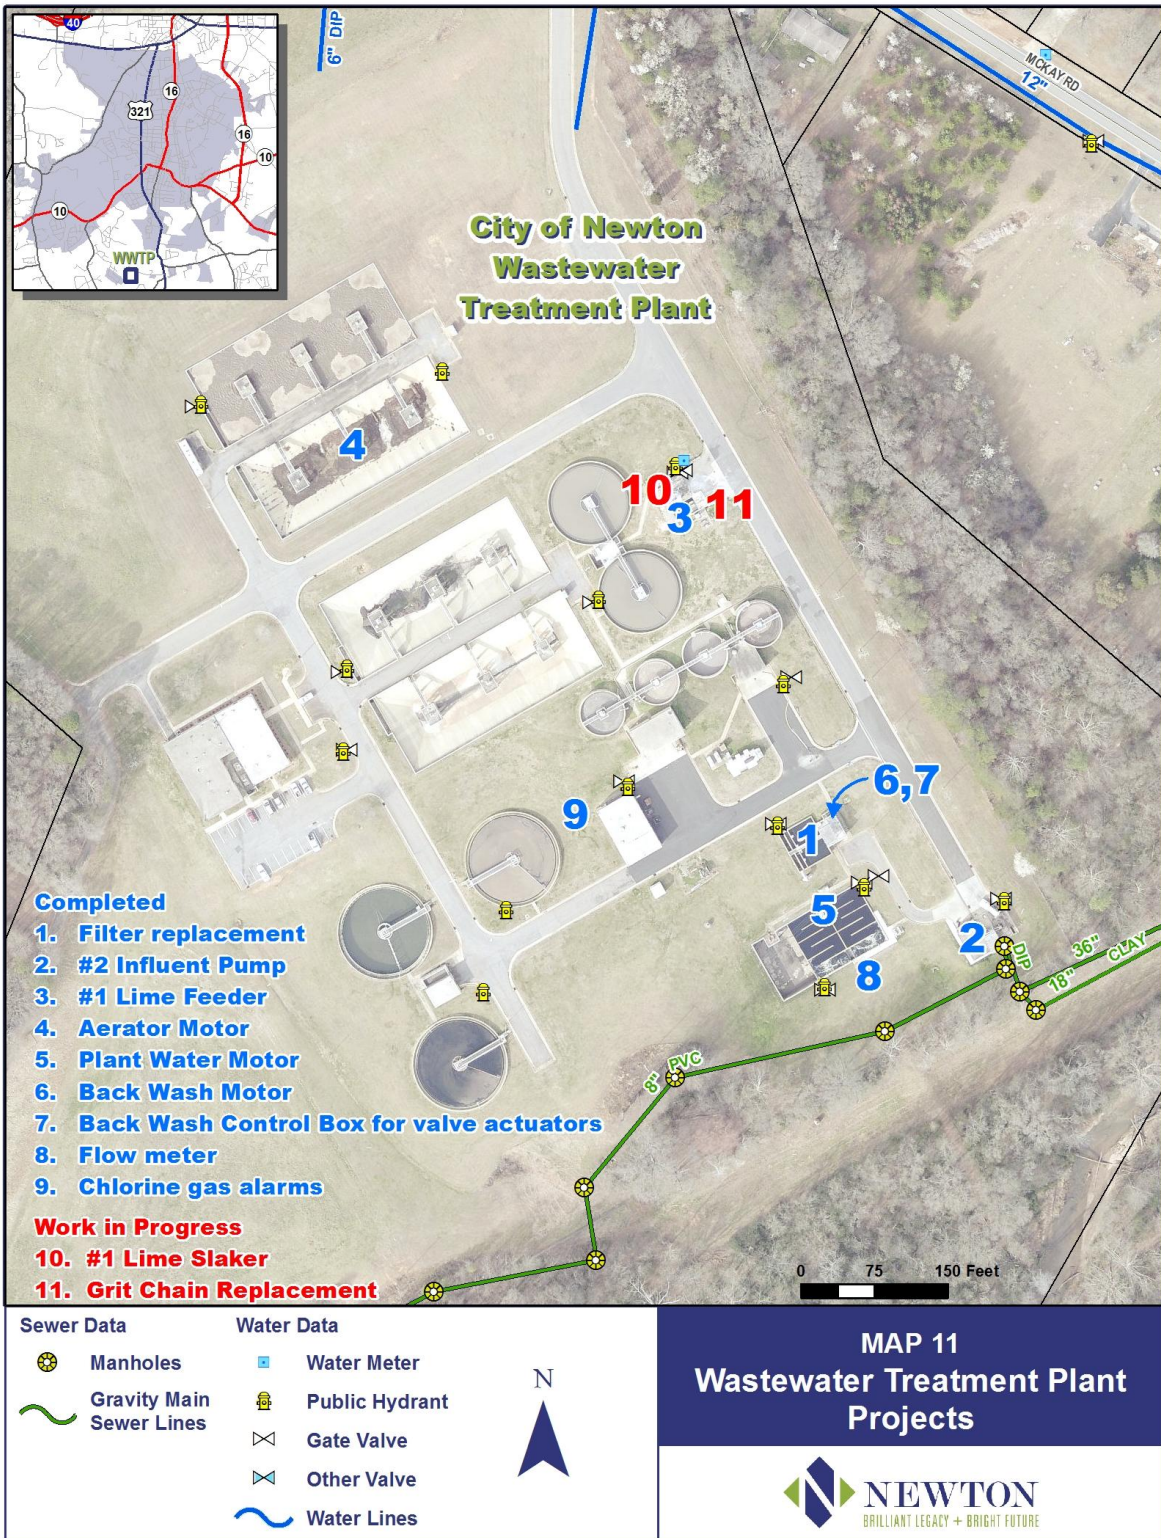 40
16
321
16
10
10
WWTP
6" DIP
MCKAY RD
12"
City of Newton
Wastewater
Treatment Plant
4
10
11
3
6,7
9
1
5
2
8
DIP
36"
18" CLAY
8" PVC
Completed
1. Filter replacement
2. #2 Influent Pump
3. #1 Lime Feeder
4. Aerator Motor
5. Plant Water Motor
6. Back Wash Motor
7. Back Wash Control Box for valve actuators
8. Flow meter
9. Chlorine gas alarms
Work in Progress
10. #1 Lime Slaker
11. Grit Chain Replacement
0 75 150 Feet
Sewer Data
Manholes
Gravity Main
Sewer Lines
Water Data
Water Meter
Public Hydrant
Gate Valve
Other Valve
Water Lines
N
MAP 11
Wastewater Treatment Plant
Projects
N
NEWTON
BRILLIANT LEGACY + BRIGHT FUTURE